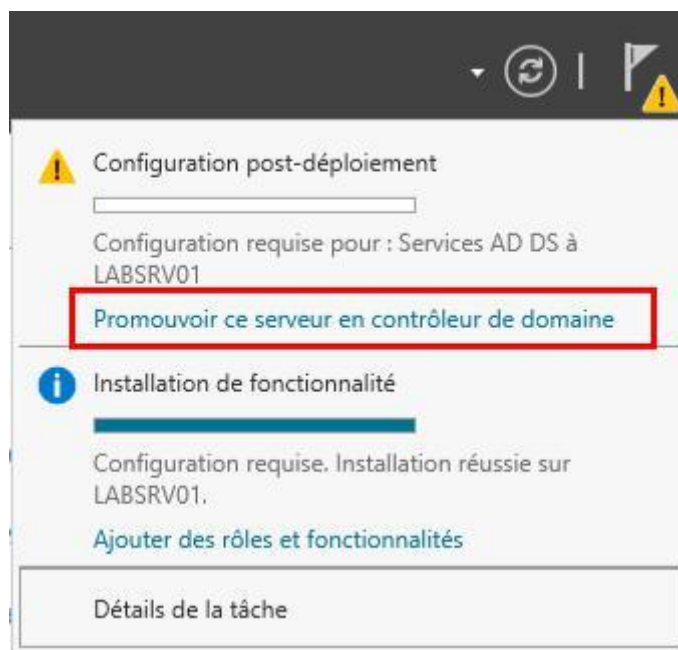 Configuration post-déploiement
Configuration requise pour : Services AD DS à
LABSRV01
Promouvoir ce serveur en contrôleur de domaine
Installation de fonctionnalité
Configuration requise. Installation réussie sur
LABSRV01.
Ajouter des rôles et fonctionnalités
Détails de la tâche